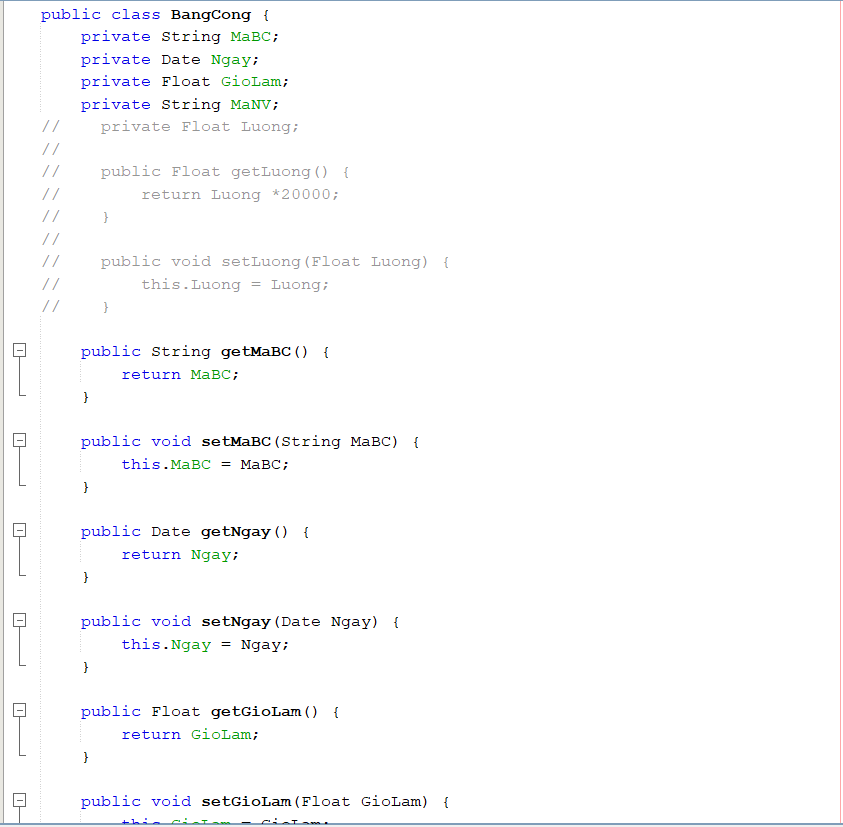 public class BangCong {
    private String MaBC;
    private Date Ngay;
    private Float GioLam;
    private String MaNV;
//    private Float Luong;
//
//    public Float getLuong() {
//        return Luong *20000;
//    }
//
//    public void setLuong(Float Luong) {
//        this.Luong = Luong;
//    }

    public String getMaBC() {
        return MaBC;
    }

    public void setMaBC(String MaBC) {
        this.MaBC = MaBC;
    }

    public Date getNgay() {
        return Ngay;
    }

    public void setNgay(Date Ngay) {
        this.Ngay = Ngay;
    }

    public Float getGioLam() {
        return GioLam;
    }

    public void setGioLam(Float GioLam) {
        this.GioLam = GioLam;